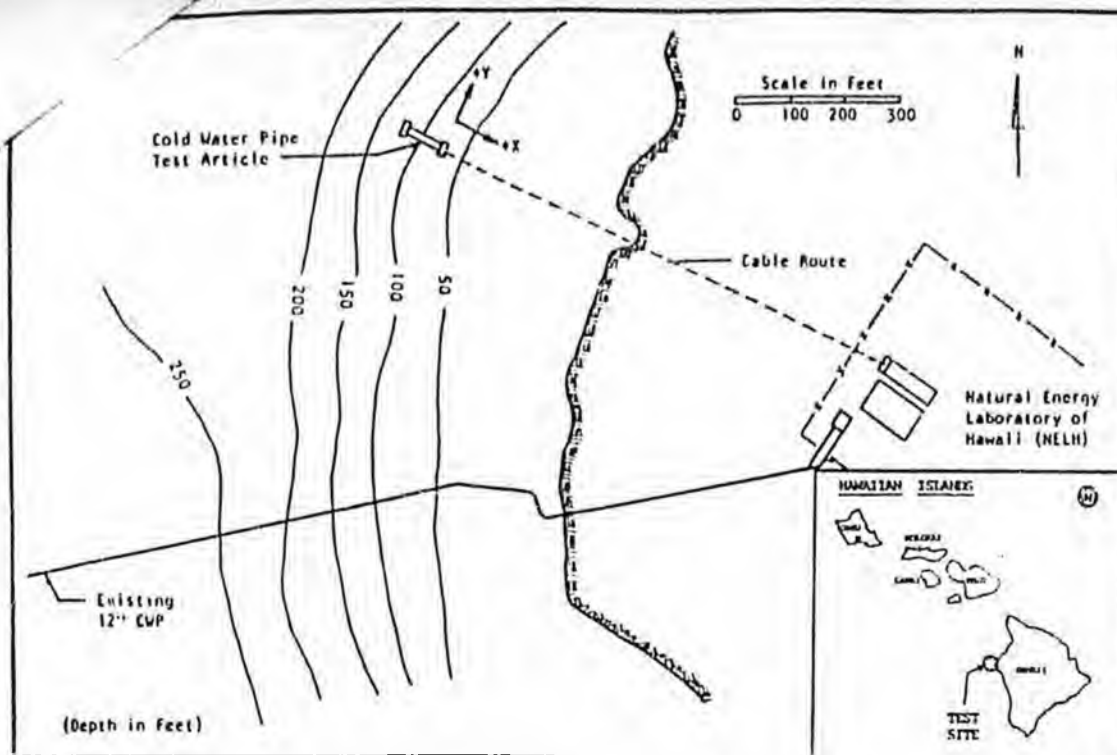 N
Scale in Feet
0 100 200 300
+Y
+X
Cold Water Pipe
Test Article
Cable Route
200
150
100
50
250
Natural Energy
Laboratory of
Hawaii (NELH)
HAWAIIAN ISLANDS
Existing
12" CWP
TEST
SITE
(Depth in Feet)